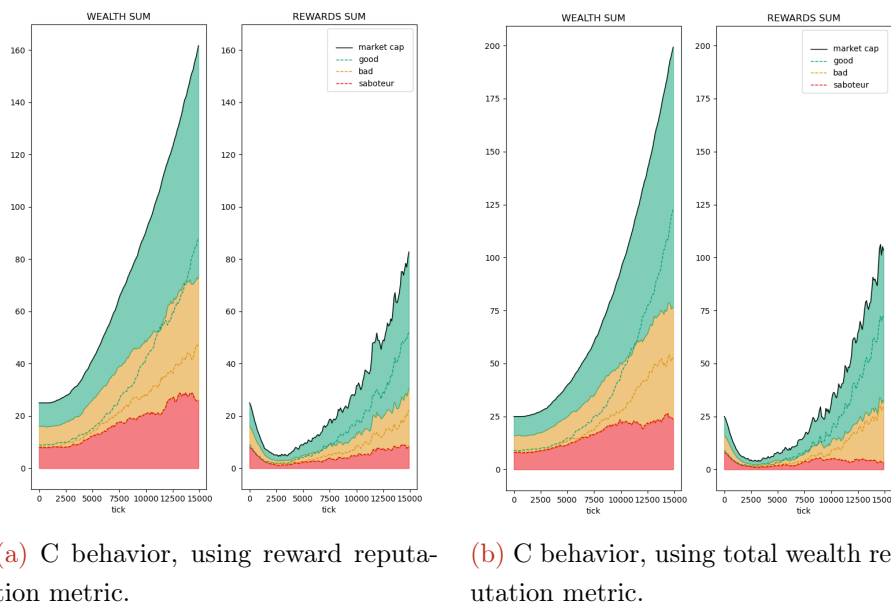 WEALTH SUM
160
140
120
100
80
60
40
20
0
0 2500 5000 7500 10000 12500 15000
tick
REWARDS SUM
market cap
good
bad
saboteur
160
140
120
100
80
60
40
20
0
0 2500 5000 7500 10000 12500 15000
tick
WEALTH SUM
200
175
150
125
100
75
50
25
0
0 2500 5000 7500 10000 12500 15000
tick
REWARDS SUM
market cap
good
bad
saboteur
200
175
150
125
100
75
50
25
0
0 2500 5000 7500 10000 12500 15000
tick
(a) C behavior, using reward reputa-
tion metric.
(b) C behavior, using total wealth re
utation metric.